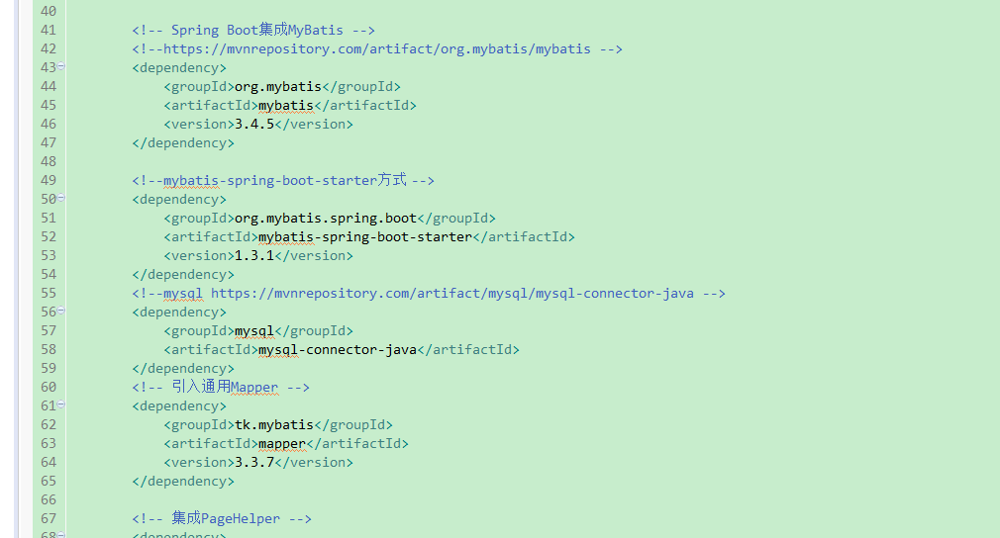 40
41 <!-- Spring Boot集成MyBatis -->
42 <!--https://mvnrepository.com/artifact/org.mybatis/mybatis -->
43 <dependency>
44 <groupId>org.mybatis</groupId>
45 <artifactId>mybatis</artifactId>
46 <version>3.4.5</version>
47 </dependency>
48
49 <!--mybatis-spring-boot-starter方式 -->
50 <dependency>
51 <groupId>org.mybatis.spring.boot</groupId>
52 <artifactId>mybatis-spring-boot-starter</artifactId>
53 <version>1.3.1</version>
54 </dependency>
55 <!--mysql https://mvnrepository.com/artifact/mysql/mysql-connector-java -->
56 <dependency>
57 <groupId>mysql</groupId>
58 <artifactId>mysql-connector-java</artifactId>
59 </dependency>
60 <!-- 引入通用Mapper -->
61 <dependency>
62 <groupId>tk.mybatis</groupId>
63 <artifactId>mapper</artifactId>
64 <version>3.3.7</version>
65 </dependency>
66
67 <!-- 集成PageHelper -->
68 <dependency>